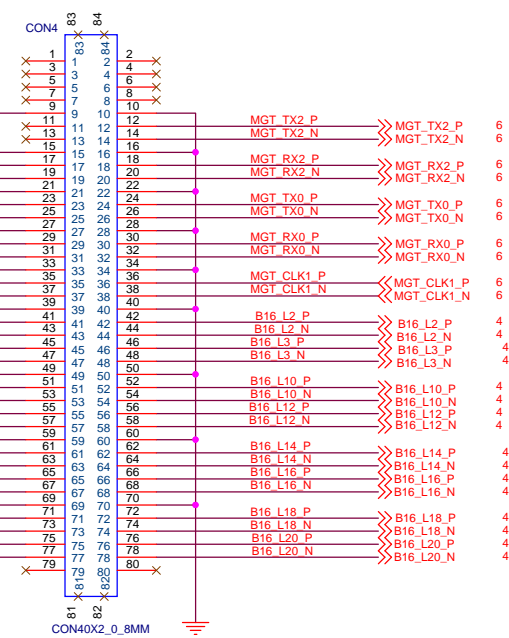 83 84
CON4
83 84
1 1 2 2
3 3 4 4
5 5 6 6
7 7 8 8
9 9 10 10
11 11 12 12 MGT_TX2_P MGT_TX2_P 6
13 13 14 14 MGT_TX2_N MGT_TX2_N 6
15 15 16 16
17 17 18 18 MGT_RX2_P MGT_RX2_P 6
19 19 20 20 MGT_RX2_N MGT_RX2_N 6
21 21 22 22
23 23 24 24 MGT_TX0_P MGT_TX0_P 6
25 25 26 26 MGT_TX0_N MGT_TX0_N 6
27 27 28 28
29 29 30 30 MGT_RX0_P MGT_RX0_P 6
31 31 32 32 MGT_RX0_N MGT_RX0_N 6
33 33 34 34
35 35 36 36 MGT_CLK1_P MGT_CLK1_P 6
37 37 38 38 MGT_CLK1_N MGT_CLK1_N 6
39 39 40 40
41 41 42 42 B16_L2_P B16_L2_P 4
43 43 44 44 B16_L2_N B16_L2_N 4
45 45 46 46 B16_L3_P B16_L3_P 4
47 47 48 48 B16_L3_N B16_L3_N 4
49 49 50 50
51 51 52 52 B16_L10_P B16_L10_P 4
53 53 54 54 B16_L10_N B16_L10_N 4
55 55 56 56 B16_L12_P B16_L12_P 4
57 57 58 58 B16_L12_N B16_L12_N 4
59 59 60 60
61 61 62 62 B16_L14_P B16_L14_P 4
63 63 64 64 B16_L14_N B16_L14_N 4
65 65 66 66 B16_L16_P B16_L16_P 4
67 67 68 68 B16_L16_N B16_L16_N 4
69 69 70 70
71 71 72 72 B16_L18_P B16_L18_P 4
73 73 74 74 B16_L18_N B16_L18_N 4
75 75 76 76 B16_L20_P B16_L20_P 4
77 77 78 78 B16_L20_N B16_L20_N 4
79 79 80 80
81 82
81 82
CON40X2_0_8MM